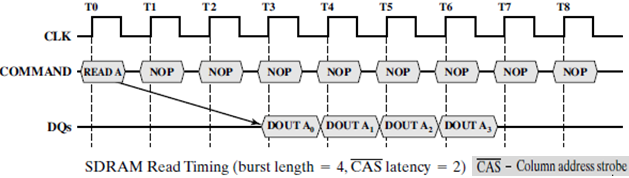 T0 T1 T2 T3 T4 T5 T6 T7 T8
CLK
COMMAND READ A NOP NOP NOP NOP NOP NOP NOP NOP
DQs DOUT A₀ DOUT A₁ DOUT A₂ DOUT A₃
SDRAM Read Timing (burst length = 4, C̅A̅S̅ latency = 2) C̅A̅S̅ - Column address strobe